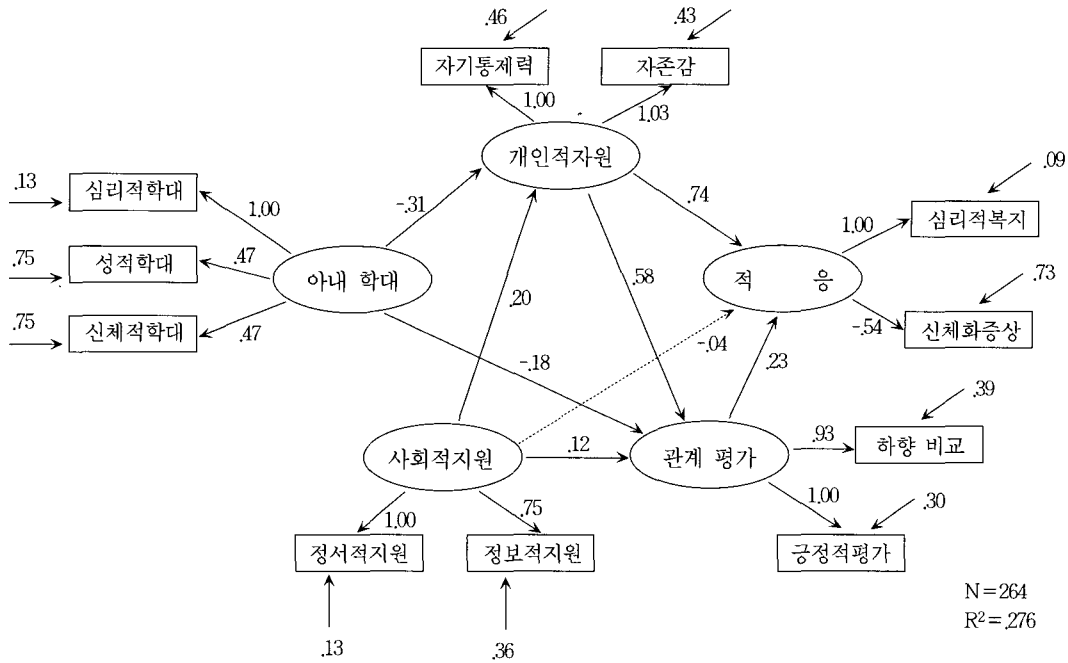 .46
.43
자기통제력
자존감
1.00
1.03
개인적자원
.13
심리적학대
1.00
-.31
.74
.09
심리적복지
1.00
.75
성적학대
.47
아내 학대
.20
.58
적 응
.73
.75
신체적학대
.47
-.54
신체화증상
-.18
-.04
.23
.39
사회적지원
.12
관계 평가
.93
하향 비교
1.00
.75
1.00
.30
정서적지원
정보적지원
긍정적평가
N=264
R²=.276
.13
.36